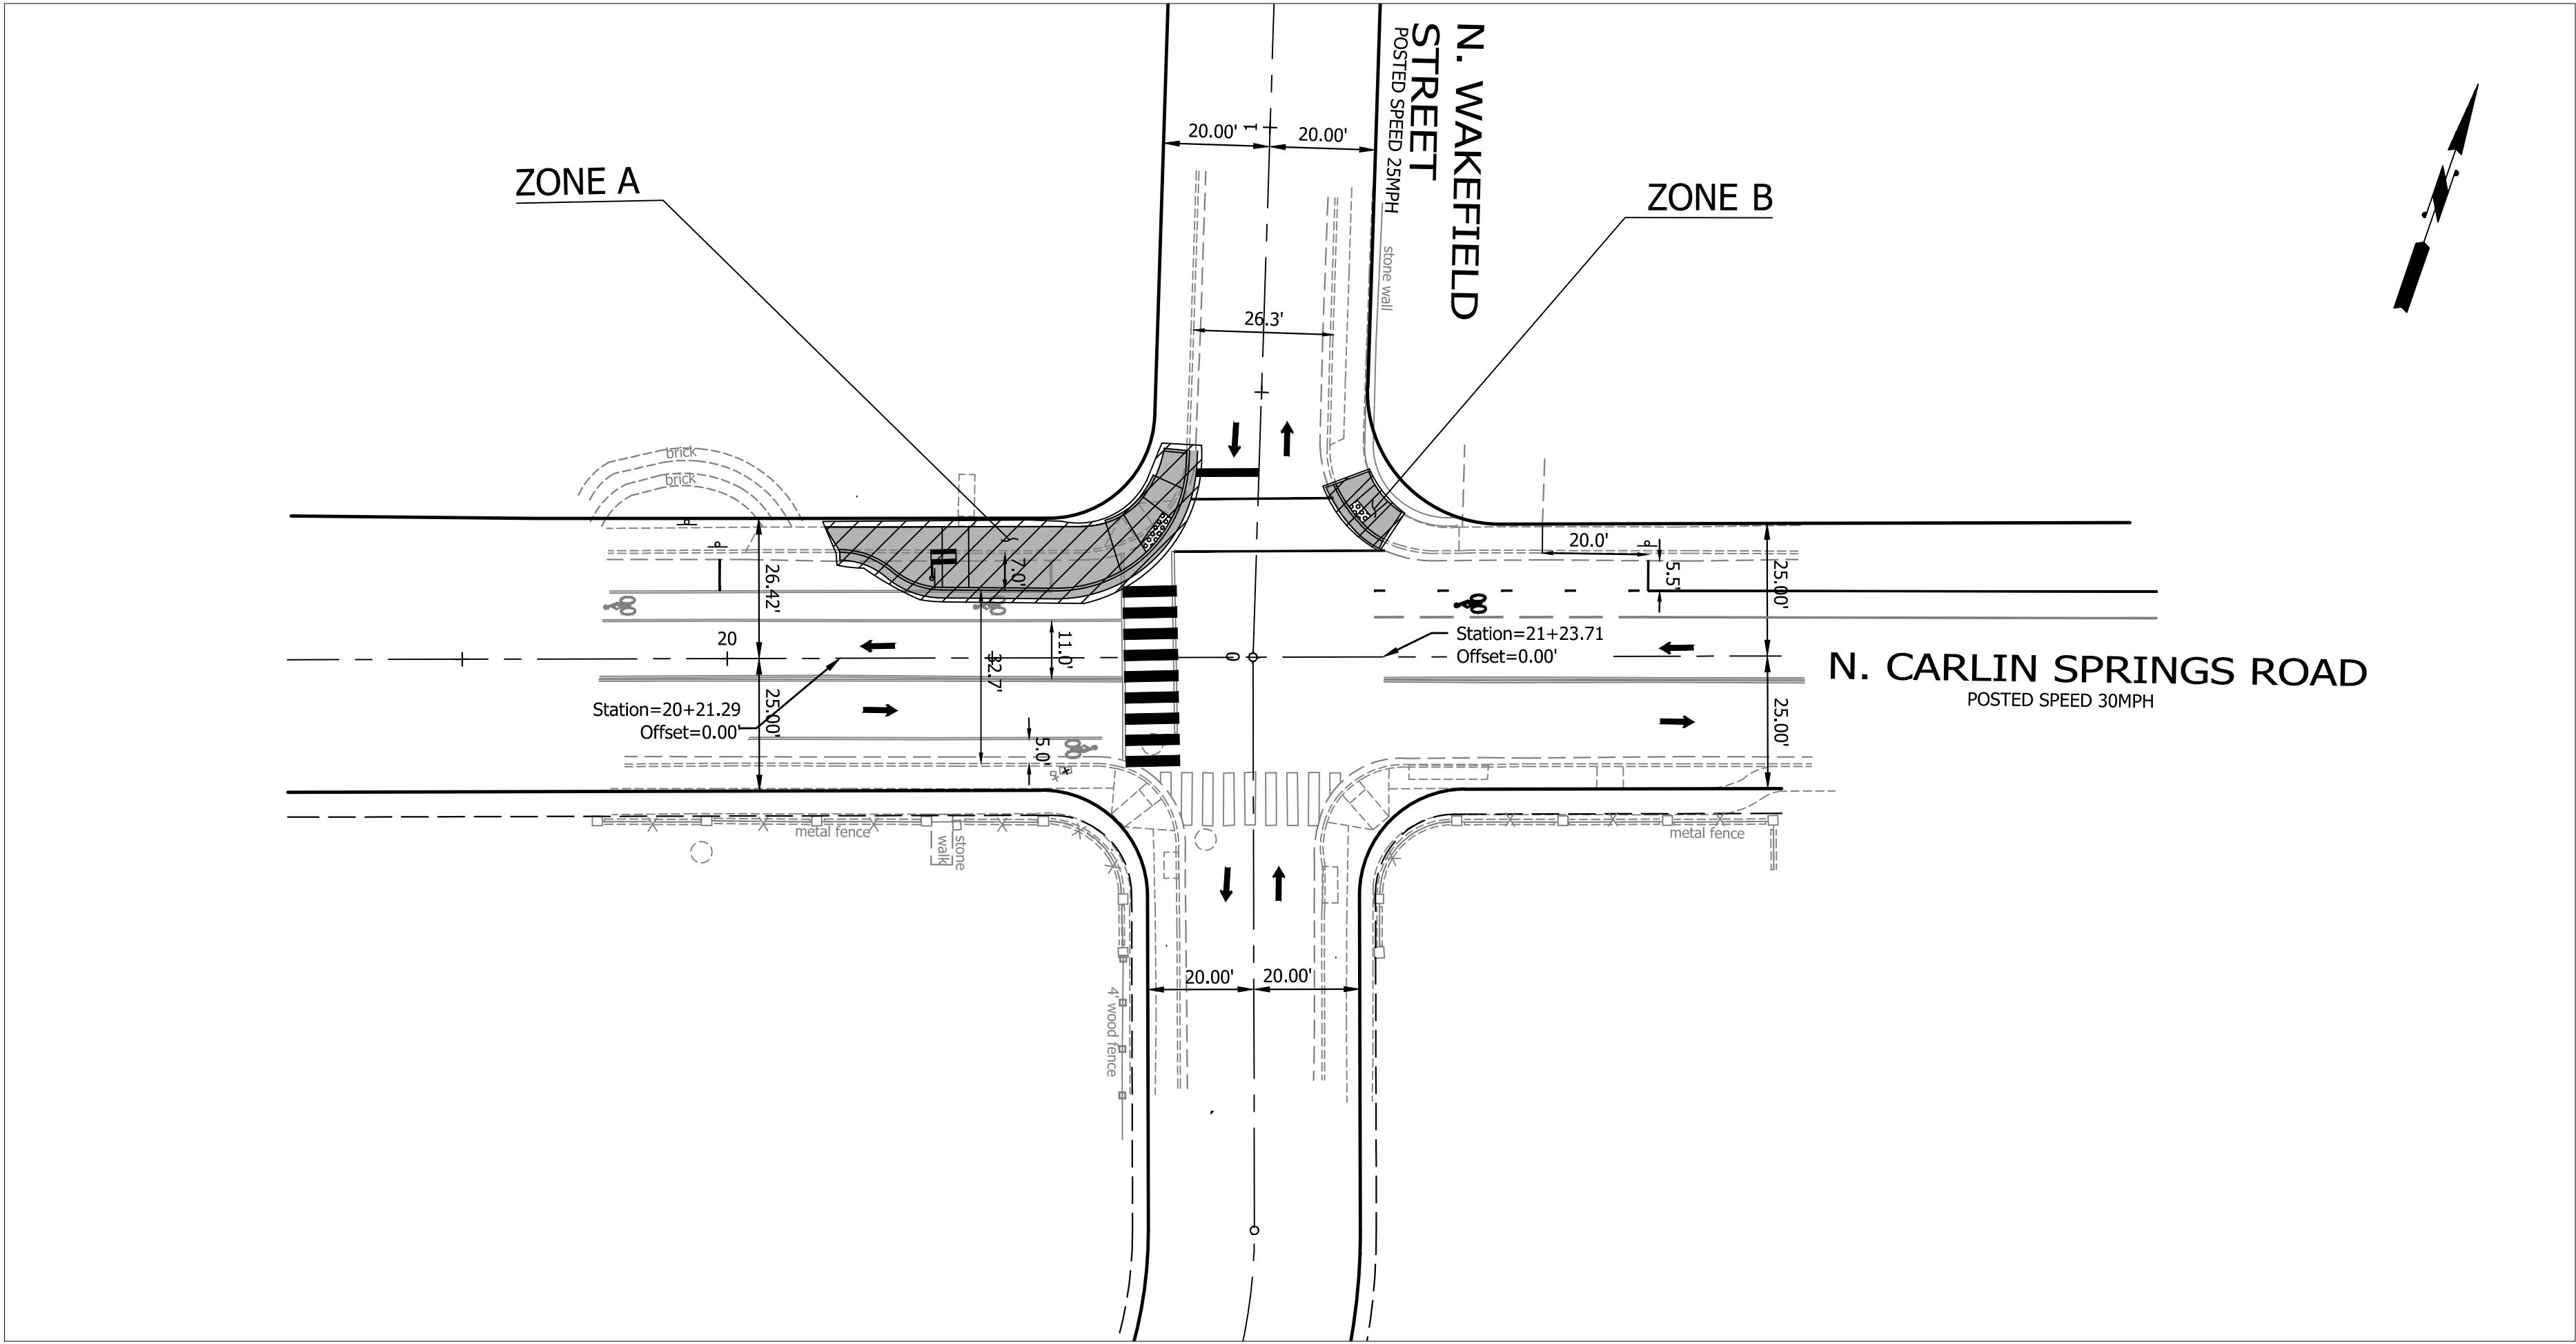 N. WAKEFIELD
STREET
POSTED SPEED 25MPH
20.00'
1
20.00'
ZONE A
ZONE B
stone wall
26.3'
brick
brick
20.0'
7.0'
5.5'
26.42'
25.00'
20
11.0'
32.7'
0
Station=21+23.71
Offset=0.00'
N. CARLIN SPRINGS ROAD
POSTED SPEED 30MPH
Station=20+21.29
Offset=0.00'
25.00'
5.0'
25.00'
metal fence
stone
walk
metal fence
20.00'
20.00'
4' wood fence